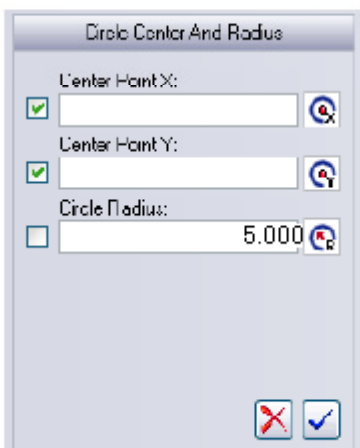 Circle Center And Radius
Center Point X:
X
Center Point Y:
Y
Circle Radius:
5.000
R